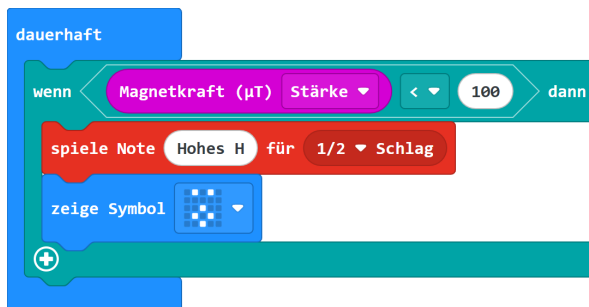 dauerhaft
wenn Magnetkraft (µT) Stärke < 100 dann
spiele Note Hohes H für 1/2 Schlag
zeige Symbol